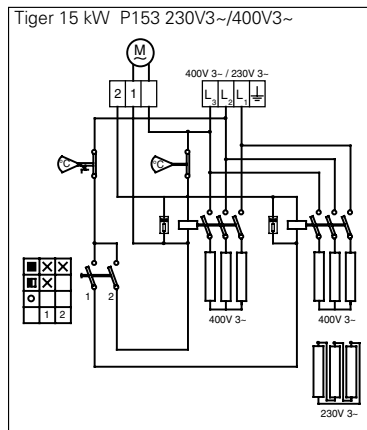 Tiger 15 kW P153 230V3~/400V3~
M
~
400V 3~ / 230V 3~
2 1 L3 L2 L1
°C °C
1 2
400V 3~ 400V 3~
1 2
230V 3~